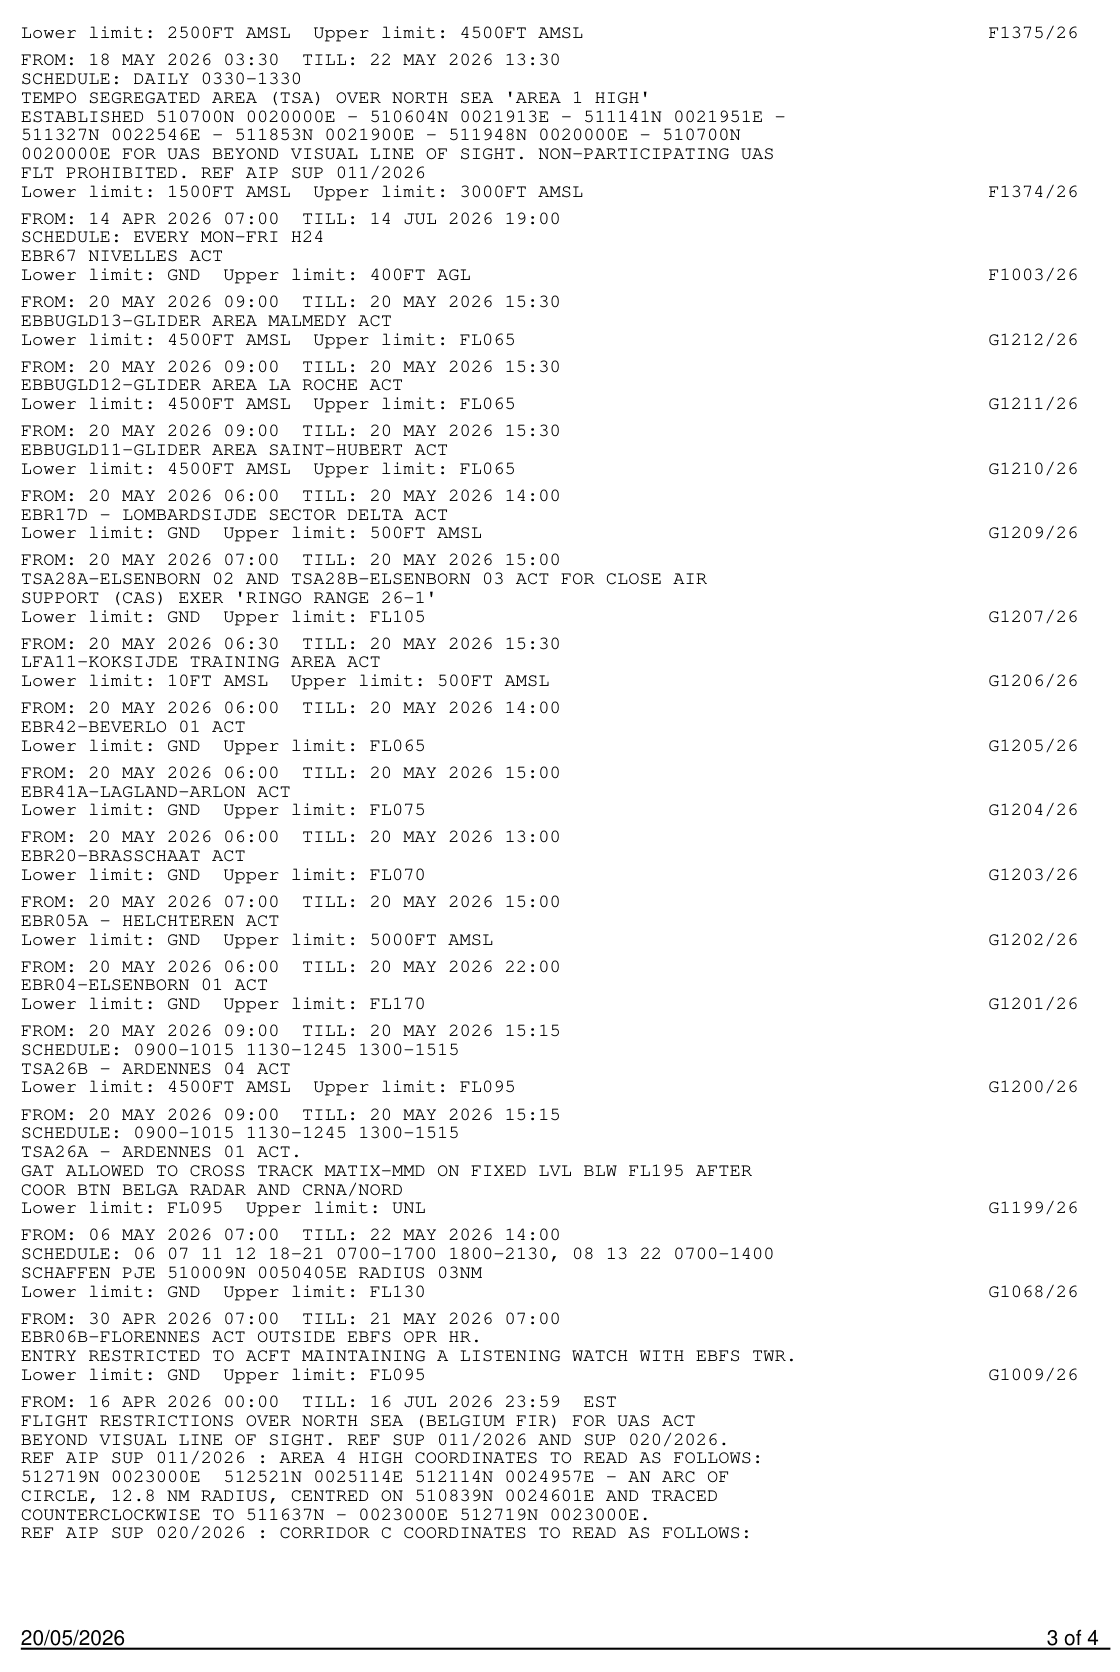 Lower limit: 2500FT AMSL  Upper limit: 4500FT AMSL  F1375/26
FROM: 18 MAY 2026 03:30  TILL: 22 MAY 2026 13:30
SCHEDULE: DAILY 0330-1330
TEMPO SEGREGATED AREA (TSA) OVER NORTH SEA 'AREA 1 HIGH'
ESTABLISHED 510700N 0020000E - 510604N 0021913E - 511141N 0021951E -
511327N 0022546E - 511853N 0021900E - 511948N 0020000E - 510700N
0020000E FOR UAS BEYOND VISUAL LINE OF SIGHT. NON-PARTICIPATING UAS
FLT PROHIBITED. REF AIP SUP 011/2026
Lower limit: 1500FT AMSL  Upper limit: 3000FT AMSL  F1374/26
FROM: 14 APR 2026 07:00  TILL: 14 JUL 2026 19:00
SCHEDULE: EVERY MON-FRI H24
EBR67 NIVELLES ACT
Lower limit: GND  Upper limit: 400FT AGL  F1003/26
FROM: 20 MAY 2026 09:00  TILL: 20 MAY 2026 15:30
EBBUGLD13-GLIDER AREA MALMEDY ACT
Lower limit: 4500FT AMSL  Upper limit: FL065  G1212/26
FROM: 20 MAY 2026 09:00  TILL: 20 MAY 2026 15:30
EBBUGLD12-GLIDER AREA LA ROCHE ACT
Lower limit: 4500FT AMSL  Upper limit: FL065  G1211/26
FROM: 20 MAY 2026 09:00  TILL: 20 MAY 2026 15:30
EBBUGLD11-GLIDER AREA SAINT-HUBERT ACT
Lower limit: 4500FT AMSL  Upper limit: FL065  G1210/26
FROM: 20 MAY 2026 06:00  TILL: 20 MAY 2026 14:00
EBR17D - LOMBARDSIJDE SECTOR DELTA ACT
Lower limit: GND  Upper limit: 500FT AMSL  G1209/26
FROM: 20 MAY 2026 07:00  TILL: 20 MAY 2026 15:00
TSA28A-ELSENBORN 02 AND TSA28B-ELSENBORN 03 ACT FOR CLOSE AIR
SUPPORT (CAS) EXER 'RINGO RANGE 26-1'
Lower limit: GND  Upper limit: FL105  G1207/26
FROM: 20 MAY 2026 06:30  TILL: 20 MAY 2026 15:30
LFA11-KOKSIJDE TRAINING AREA ACT
Lower limit: 10FT AMSL  Upper limit: 500FT AMSL  G1206/26
FROM: 20 MAY 2026 06:00  TILL: 20 MAY 2026 14:00
EBR42-BEVERLO 01 ACT
Lower limit: GND  Upper limit: FL065  G1205/26
FROM: 20 MAY 2026 06:00  TILL: 20 MAY 2026 15:00
EBR41A-LAGLAND-ARLON ACT
Lower limit: GND  Upper limit: FL075  G1204/26
FROM: 20 MAY 2026 06:00  TILL: 20 MAY 2026 13:00
EBR20-BRASSCHAAT ACT
Lower limit: GND  Upper limit: FL070  G1203/26
FROM: 20 MAY 2026 07:00  TILL: 20 MAY 2026 15:00
EBR05A - HELCHTEREN ACT
Lower limit: GND  Upper limit: 5000FT AMSL  G1202/26
FROM: 20 MAY 2026 06:00  TILL: 20 MAY 2026 22:00
EBR04-ELSENBORN 01 ACT
Lower limit: GND  Upper limit: FL170  G1201/26
FROM: 20 MAY 2026 09:00  TILL: 20 MAY 2026 15:15
SCHEDULE: 0900-1015 1130-1245 1300-1515
TSA26B - ARDENNES 04 ACT
Lower limit: 4500FT AMSL  Upper limit: FL095  G1200/26
FROM: 20 MAY 2026 09:00  TILL: 20 MAY 2026 15:15
SCHEDULE: 0900-1015 1130-1245 1300-1515
TSA26A - ARDENNES 01 ACT.
GAT ALLOWED TO CROSS TRACK MATIX-MMD ON FIXED LVL BLW FL195 AFTER
COOR BTN BELGA RADAR AND CRNA/NORD
Lower limit: FL095  Upper limit: UNL  G1199/26
FROM: 06 MAY 2026 07:00  TILL: 22 MAY 2026 14:00
SCHEDULE: 06 07 11 12 18-21 0700-1700 1800-2130, 08 13 22 0700-1400
SCHAFFEN PJE 510009N 0050405E RADIUS 03NM
Lower limit: GND  Upper limit: FL130  G1068/26
FROM: 30 APR 2026 07:00  TILL: 21 MAY 2026 07:00
EBR06B-FLORENNES ACT OUTSIDE EBFS OPR HR.
ENTRY RESTRICTED TO ACFT MAINTAINING A LISTENING WATCH WITH EBFS TWR.
Lower limit: GND  Upper limit: FL095  G1009/26
FROM: 16 APR 2026 00:00  TILL: 16 JUL 2026 23:59  EST
FLIGHT RESTRICTIONS OVER NORTH SEA (BELGIUM FIR) FOR UAS ACT
BEYOND VISUAL LINE OF SIGHT. REF SUP 011/2026 AND SUP 020/2026.
REF AIP SUP 011/2026 : AREA 4 HIGH COORDINATES TO READ AS FOLLOWS:
512719N 0023000E  512521N 0025114E 512114N 0024957E - AN ARC OF
CIRCLE, 12.8 NM RADIUS, CENTRED ON 510839N 0024601E AND TRACED
COUNTERCLOCKWISE TO 511637N - 0023000E 512719N 0023000E.
REF AIP SUP 020/2026 : CORRIDOR C COORDINATES TO READ AS FOLLOWS:
20/05/2026  3 of 4